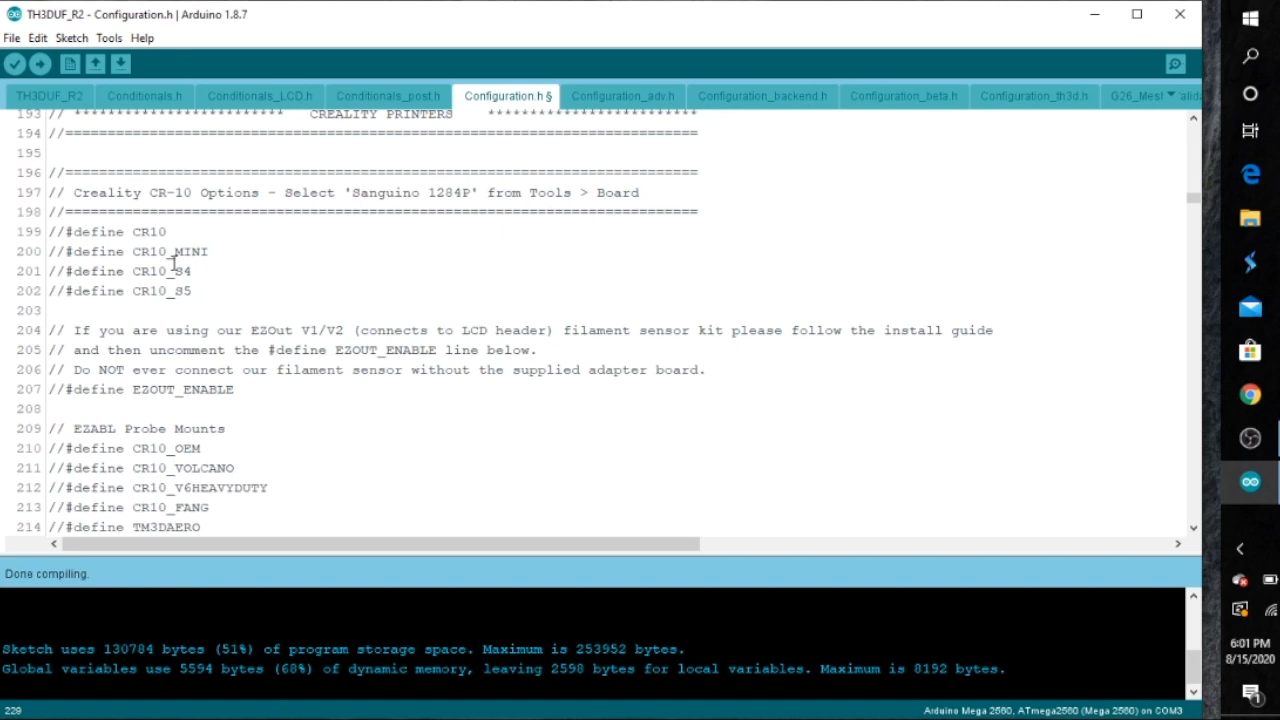 TH3DUF_R2 - Configuration.h | Arduino 1.8.7
File Edit Sketch Tools Help
TH3DUF_R2 Conditionals.h Conditionals_LCD.h Conditionals_post.h Configuration.h § Configuration_adv.h Configuration_backend.h Configuration_beta.h Configuration_th3d.h G26_Mesh
193 // ************************* CREALITY PRINTERS *************************
194 //==========================================================================
195
196 //==========================================================================
197 // Creality CR-10 Options - Select 'Sanguino 1284P' from Tools > Board
198 //==========================================================================
199 //#define CR10
200 //#define CR10_MINI
201 //#define CR10_S4
202 //#define CR10_S5
203
204 // If you are using our EZOut V1/V2 (connects to LCD header) filament sensor kit please follow the install guide
205 // and then uncomment the #define EZOUT_ENABLE line below.
206 // Do NOT ever connect our filament sensor without the supplied adapter board.
207 //#define EZOUT_ENABLE
208
209 // EZABL Probe Mounts
210 //#define CR10_OEM
211 //#define CR10_VOLCANO
212 //#define CR10_V6HEAVYDUTY
213 //#define CR10_FANG
214 //#define TM3DAERO
Done compiling.
Sketch uses 130784 bytes (51%) of program storage space. Maximum is 253952 bytes.
Global variables use 5594 bytes (68%) of dynamic memory, leaving 2598 bytes for local variables. Maximum is 8192 bytes.
229
Arduino Mega 2560, ATmega2560 (Mega 2560) on COM3
6:01 PM
8/15/2020
1